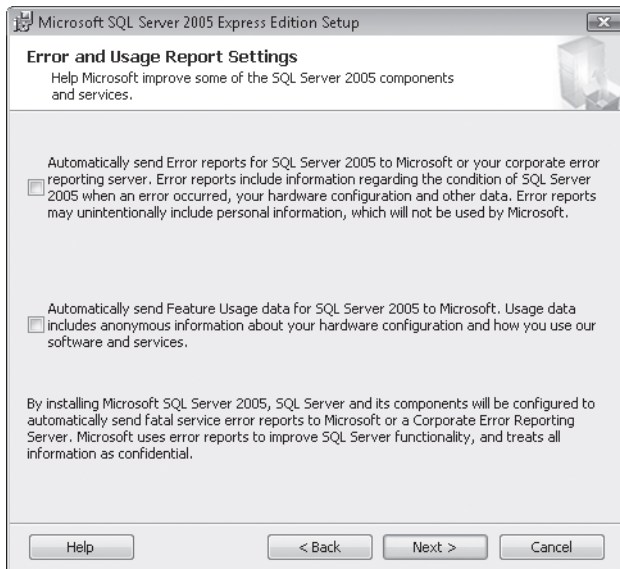 Microsoft SQL Server 2005 Express Edition Setup
Error and Usage Report Settings
Help Microsoft improve some of the SQL Server 2005 components
and services.
Automatically send Error reports for SQL Server 2005 to Microsoft or your corporate error
reporting server. Error reports include information regarding the condition of SQL Server
2005 when an error occurred, your hardware configuration and other data. Error reports
may unintentionally include personal information, which will not be used by Microsoft.
Automatically send Feature Usage data for SQL Server 2005 to Microsoft. Usage data
includes anonymous information about your hardware configuration and how you use our
software and services.
By installing Microsoft SQL Server 2005, SQL Server and its components will be configured to
automatically send fatal service error reports to Microsoft or a Corporate Error Reporting
Server. Microsoft uses error reports to improve SQL Server functionality, and treats all
information as confidential.
Help
< Back
Next >
Cancel